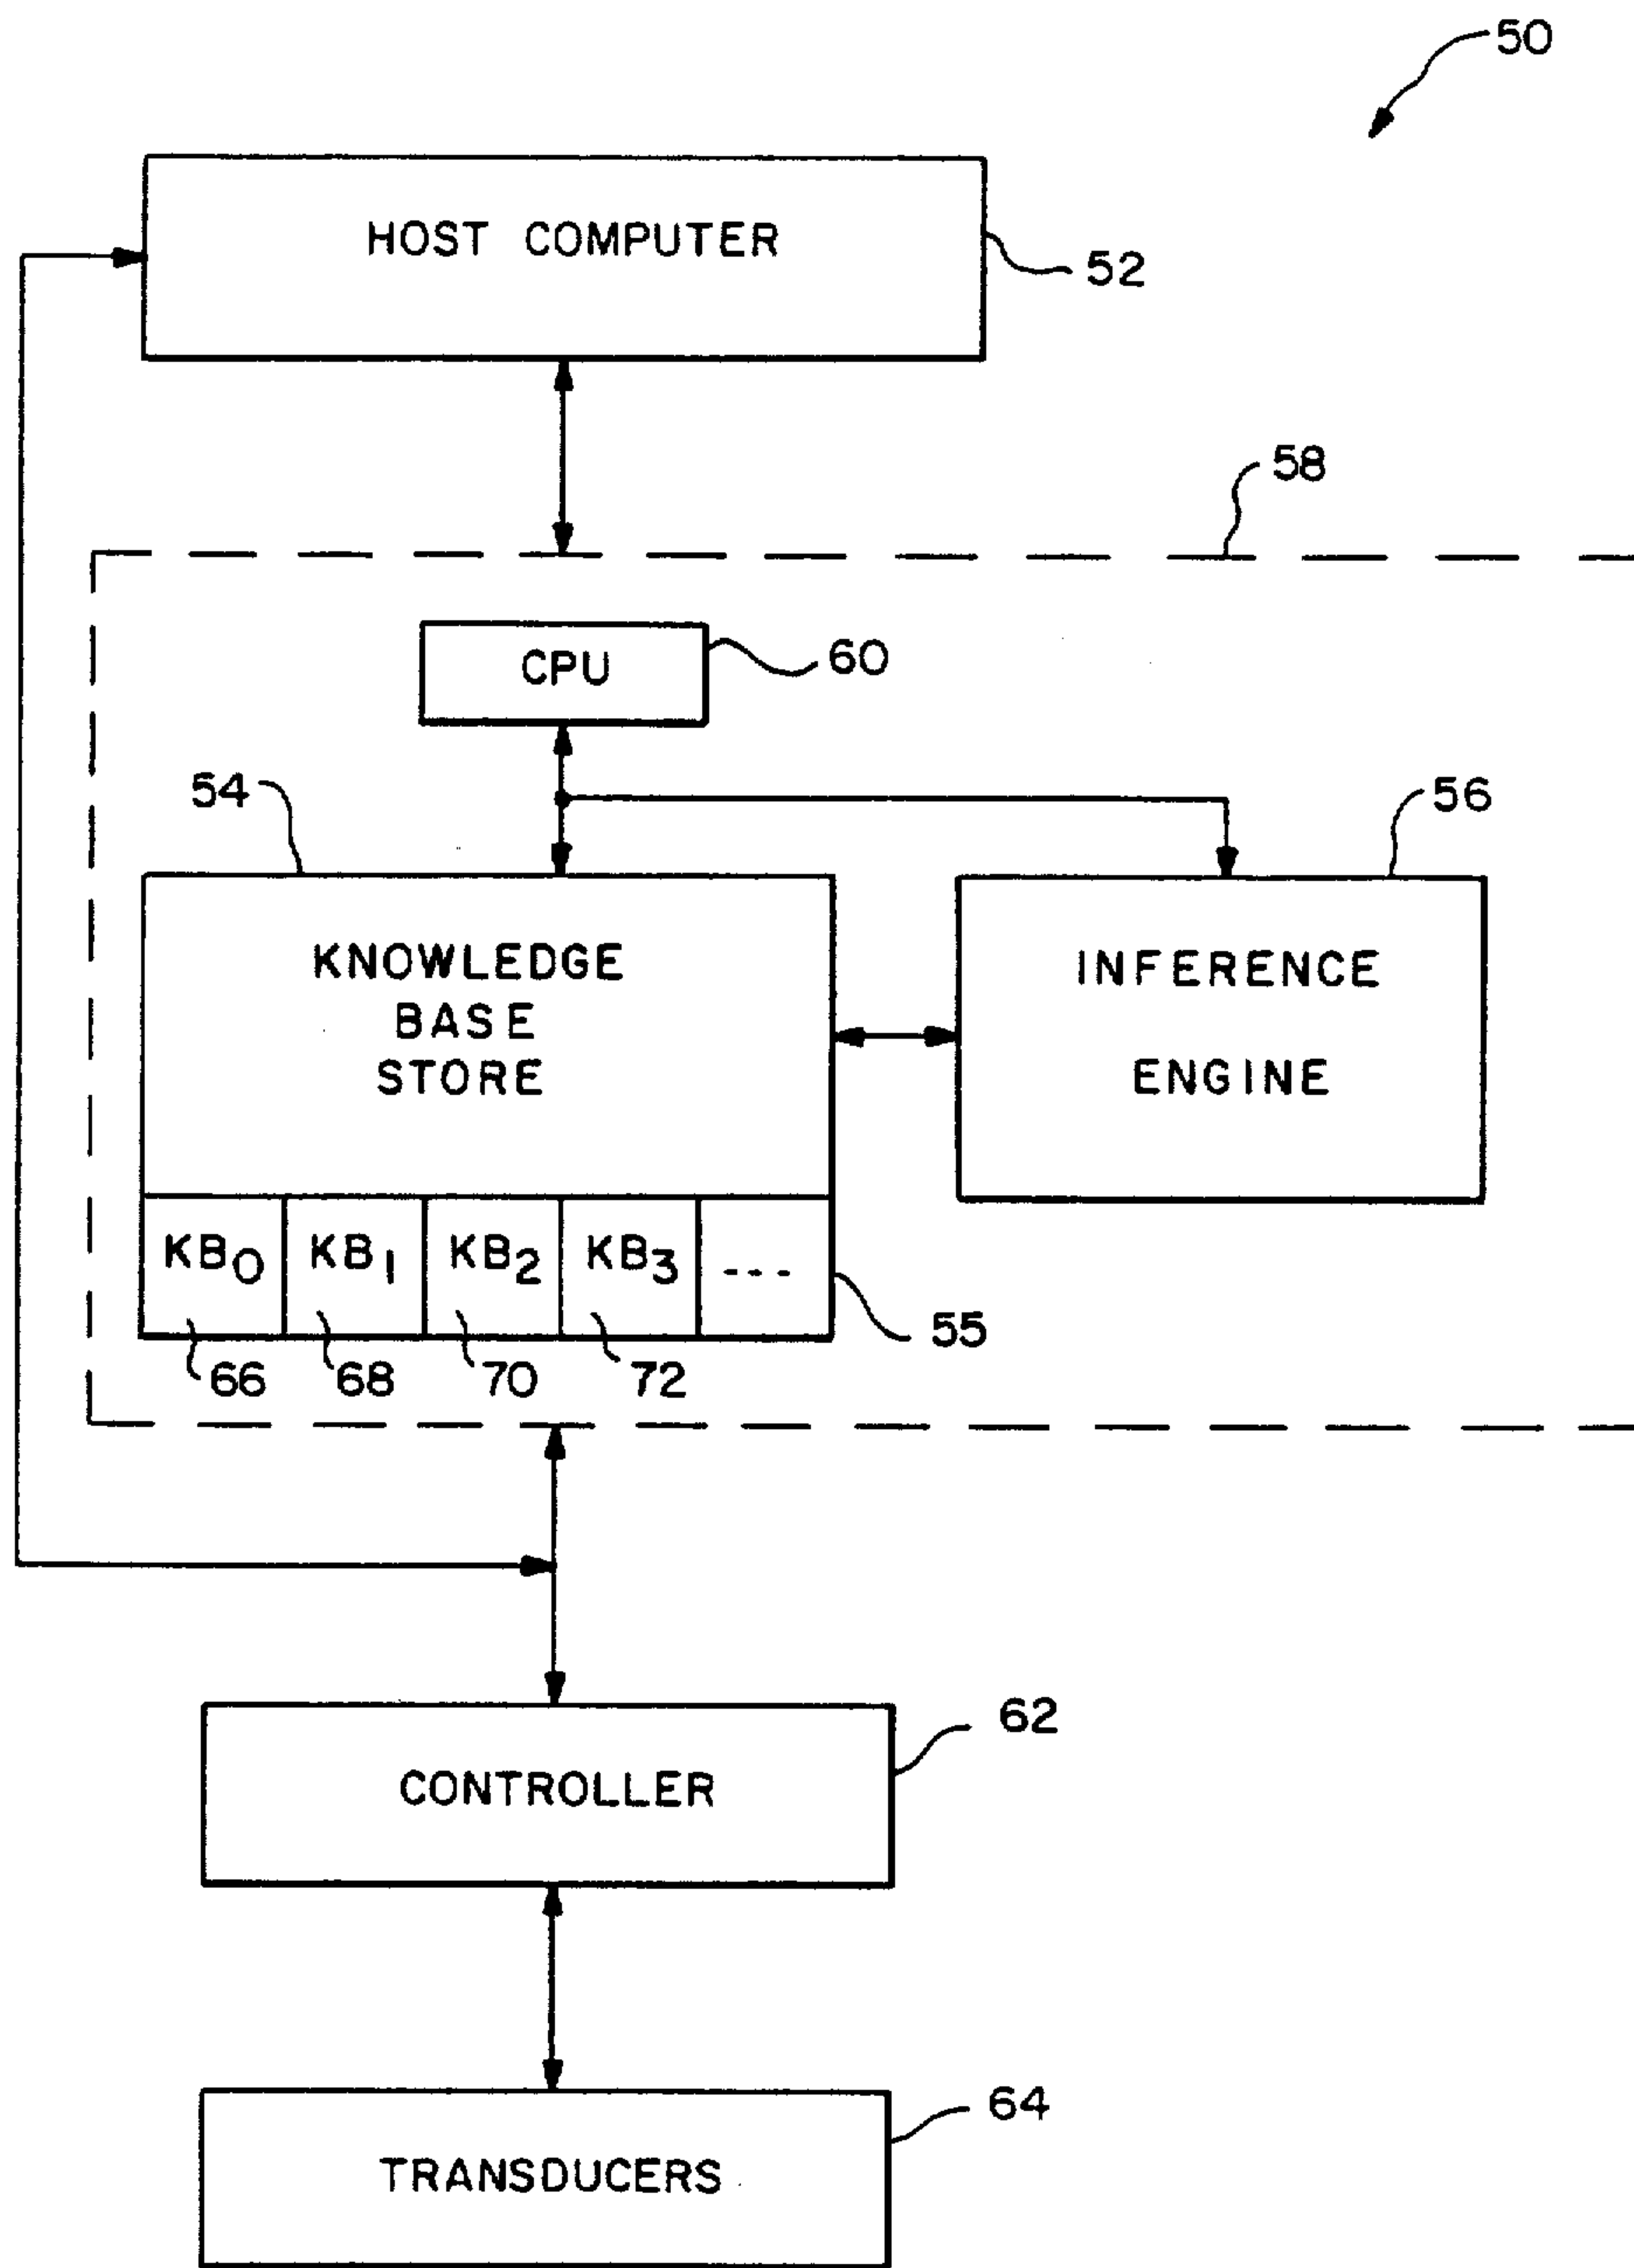 50
HOST COMPUTER
52
58
CPU
60
54
56
KNOWLEDGE
BASE
STORE
INFERENCE
ENGINE
KB0 KB1 KB2 KB3 ---
55
66 68 70 72
62
CONTROLLER
64
TRANSDUCERS